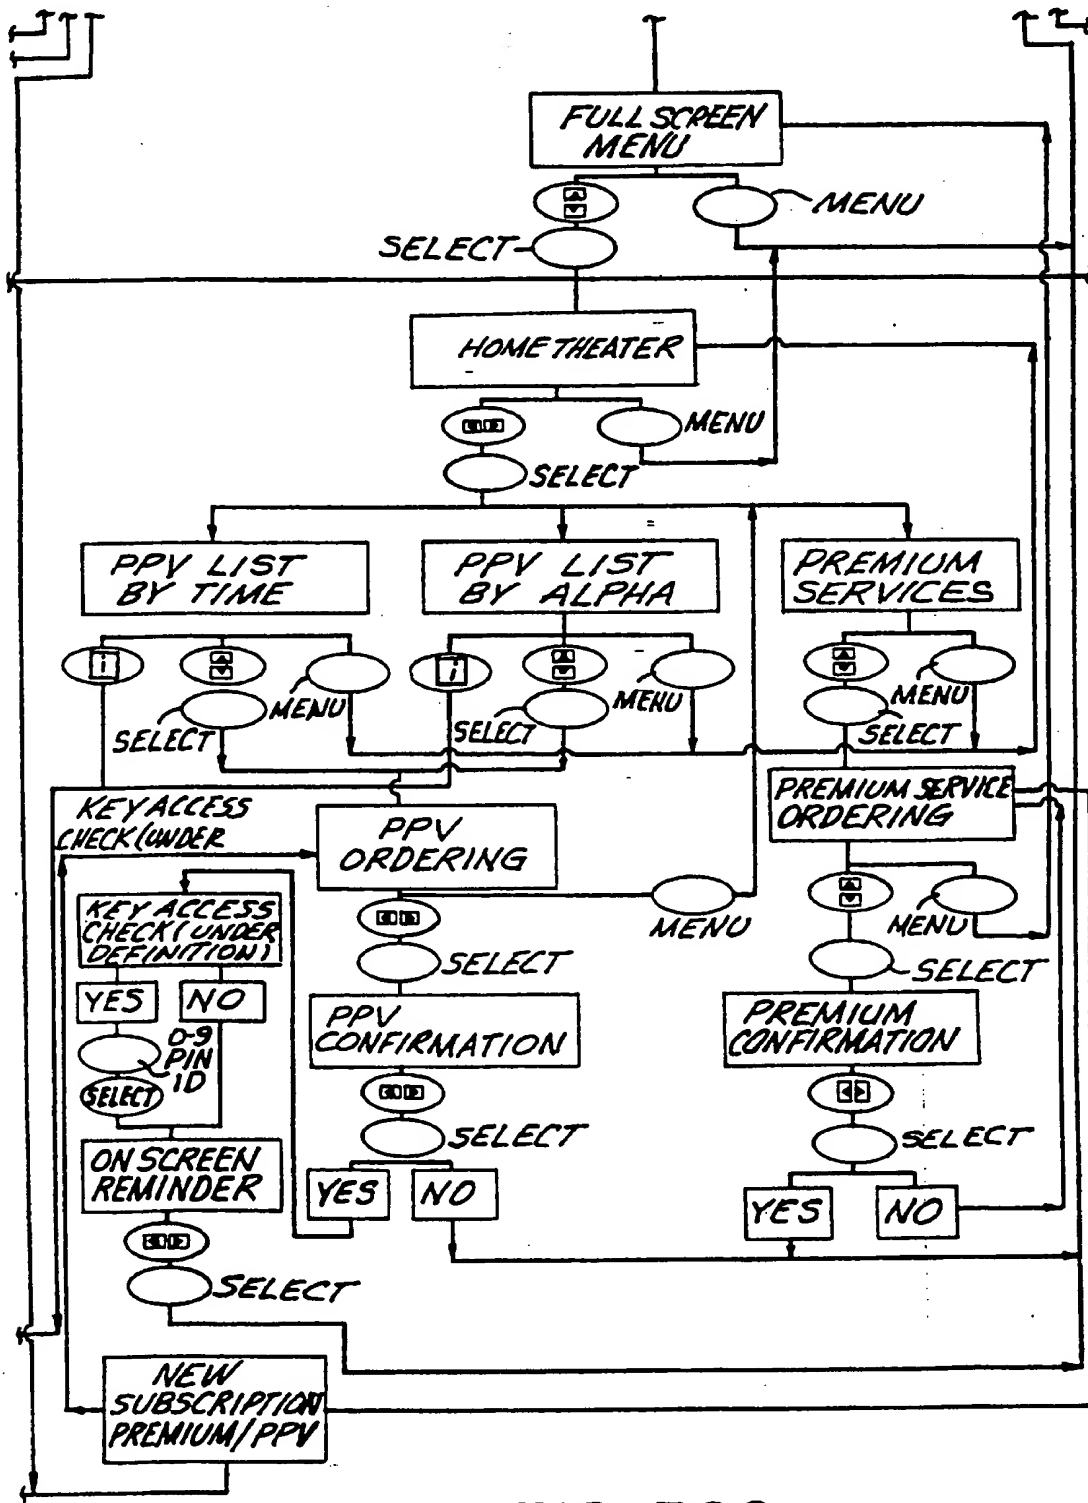 FULL SCREEN
MENU
MENU
SELECT
HOME THEATER
MENU
SELECT
PPV LIST
BY TIME
PPV LIST
BY ALPHA
PREMIUM
SERVICES
i
i
MENU
SELECT
MENU
SELECT
MENU
SELECT
KEY ACCESS
CHECK (UNDER
PPV
ORDERING
PREMIUM SERVICE
ORDERING
KEY ACCESS
CHECK (UNDER
DEFINITION)
MENU
MENU
SELECT
SELECT
YES
NO
0-9
PIN
ID
SELECT
PPV
CONFIRMATION
PREMIUM
CONFIRMATION
SELECT
SELECT
ON SCREEN
REMINDER
YES
NO
YES
NO
SELECT
NEW
SUBSCRIPTION
PREMIUM/PPV